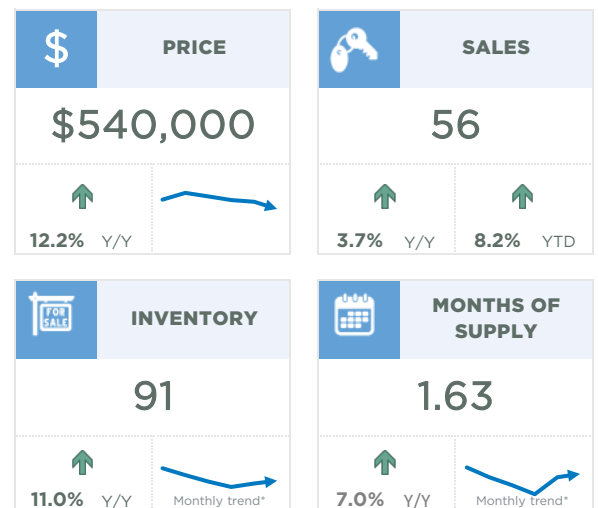 $
PRICE
$540,000
12.2% Y/Y
SALES
56
3.7% Y/Y
8.2% YTD
FOR
SALE
INVENTORY
91
11.0% Y/Y
Monthly trend*
MONTHS OF
SUPPLY
1.63
7.0% Y/Y
Monthly trend*